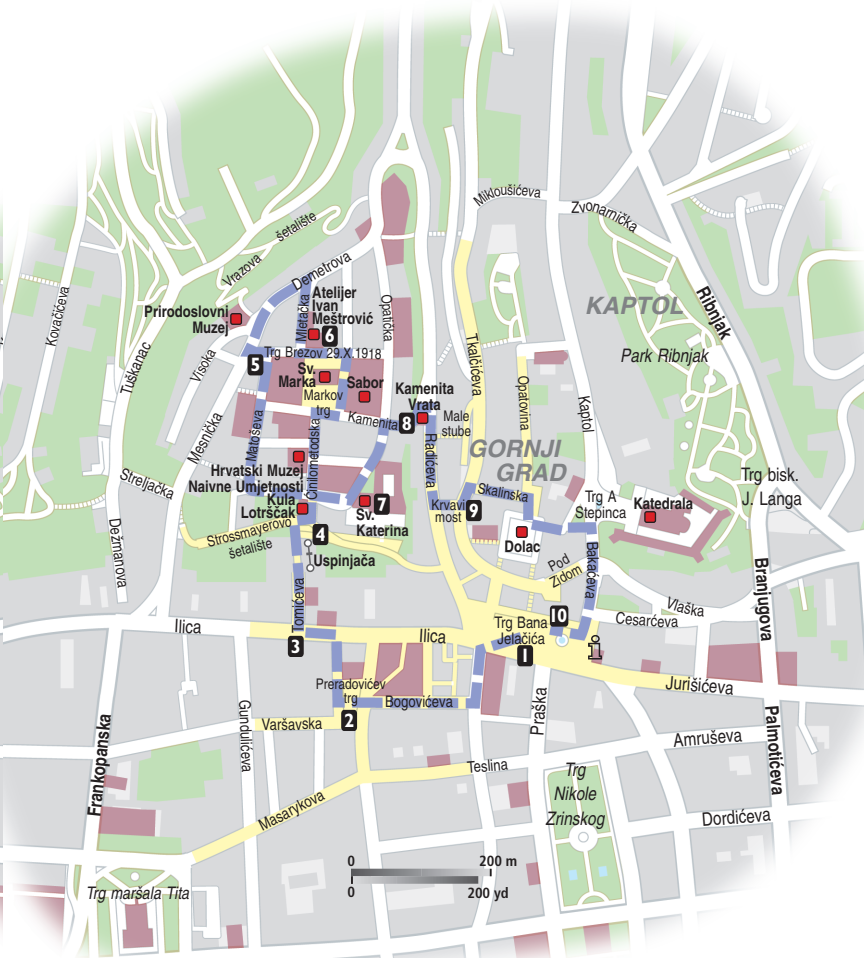 Mikloušićeva
Zvonarnička
Vrazova
šetalište
Demetrova
Kovačićeva
Tuškanac
Prirodoslovni
Muzej
Visoka
Mletačka
Atelijer
Ivan
Meštrović
6
Opatička
KAPTOL
Ribnjak
Park Ribnjak
Tkalčićeva
5
Trg Brezov 29.X.1918
Sv.
Marka
Sabor
Markov
trg
Kamenita
Vrata
Opatovina
Kaptol
Mesnička
Matoševa
Ćirilometodska
Kamenita
8
Male
stube
Radićeva
GORNJI
GRAD
Streljačka
Hrvatski Muzej
Naivne Umjetnosti
Kula
Lotrščak
7
Sv.
Katerina
Krvavi
most
9
Skalinska
Trg A
Stepinca
Katedrala
Trg bisk.
J. Langa
Strossmayerovo
šetalište
4
Uspinjača
Dolac
Pod
Zidom
Bakačeva
Dežmanova
Tomićeva
Vlaška
Cesarćeva
Branjugova
Ilica
3
Ilica
Trg Bana
Jelačića
10
1
Jurišićeva
Preradovićev
trg
Bogovićeva
2
Praška
Frankopanska
Gundulićeva
Varšavska
Palmotićeva
Amruševa
Teslina
Trg
Nikole
Zrinskog
Masarykova
Dordićeva
0
200 m
0
200 yd
Trg maršala Tita